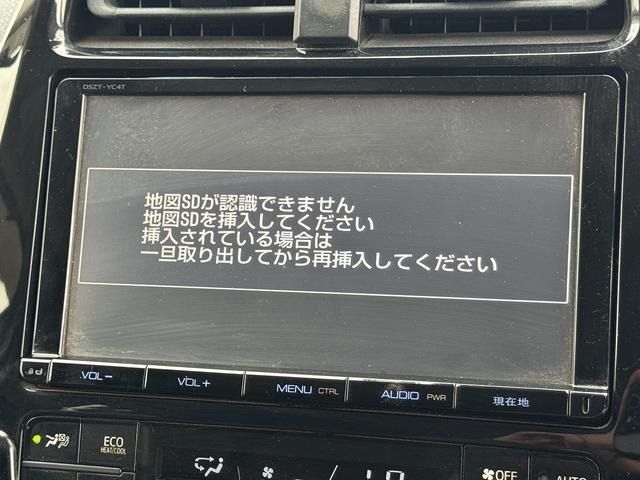 DSZT-YC4T
地図SDが認識できません
地図SDを挿入してください
挿入されている場合は
一旦取り出してから再挿入してください
VOL－ VOL＋ MENU CTRL AUDIO PWR 現在地
ECO
HEAT/COOL
OFF AUTO